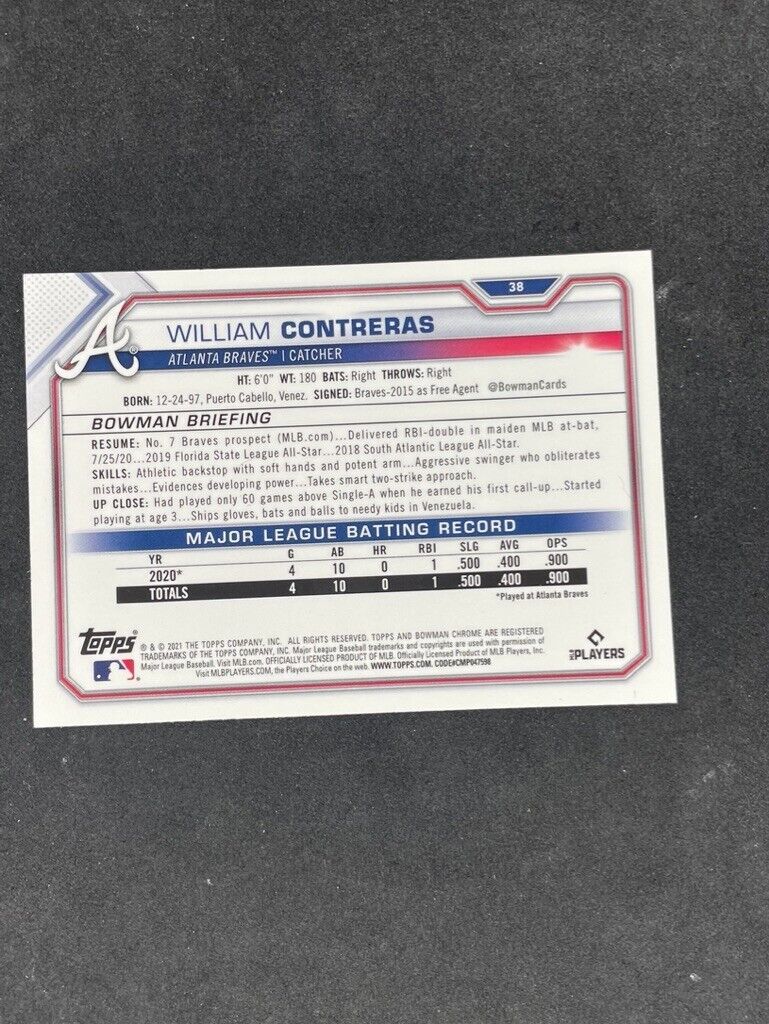 38
WILLIAM CONTRERAS
ATLANTA BRAVES™ | CATCHER
HT: 6'0" WT: 180 BATS: Right THROWS: Right
BORN: 12-24-97, Puerto Cabello, Venez. SIGNED: Braves-2015 as Free Agent @BowmanCards
BOWMAN BRIEFING
RESUME: No. 7 Braves prospect (MLB.com)...Delivered RBI-double in maiden MLB at-bat,
7/25/20...2019 Florida State League All-Star...2018 South Atlantic League All-Star.
SKILLS: Athletic backstop with soft hands and potent arm...Aggressive swinger who obliterates
mistakes...Evidences developing power...Takes smart two-strike approach.
UP CLOSE: Had played only 60 games above Single-A when he earned his first call-up...Started
playing at age 3...Ships gloves, bats and balls to needy kids in Venezuela.
MAJOR LEAGUE BATTING RECORD
YR G AB HR RBI SLG AVG OPS
2020* 4 10 0 1 .500 .400 .900
TOTALS 4 10 0 1 .500 .400 .900
*Played at Atlanta Braves
Topps ® & © 2021 THE TOPPS COMPANY, INC. ALL RIGHTS RESERVED. TOPPS AND BOWMAN CHROME ARE REGISTERED
TRADEMARKS OF THE TOPPS COMPANY, INC. Major League Baseball trademarks and copyrights are used with permission of
Major League Baseball. Visit MLB.com. OFFICIALLY LICENSED PRODUCT OF MLB. Officially Licensed Product of MLB Players, Inc.
Visit MLBPLAYERS.COM, the Players Choice on the web. WWW.TOPPS.COM. CODE#CMP047598
MLB PLAYERS